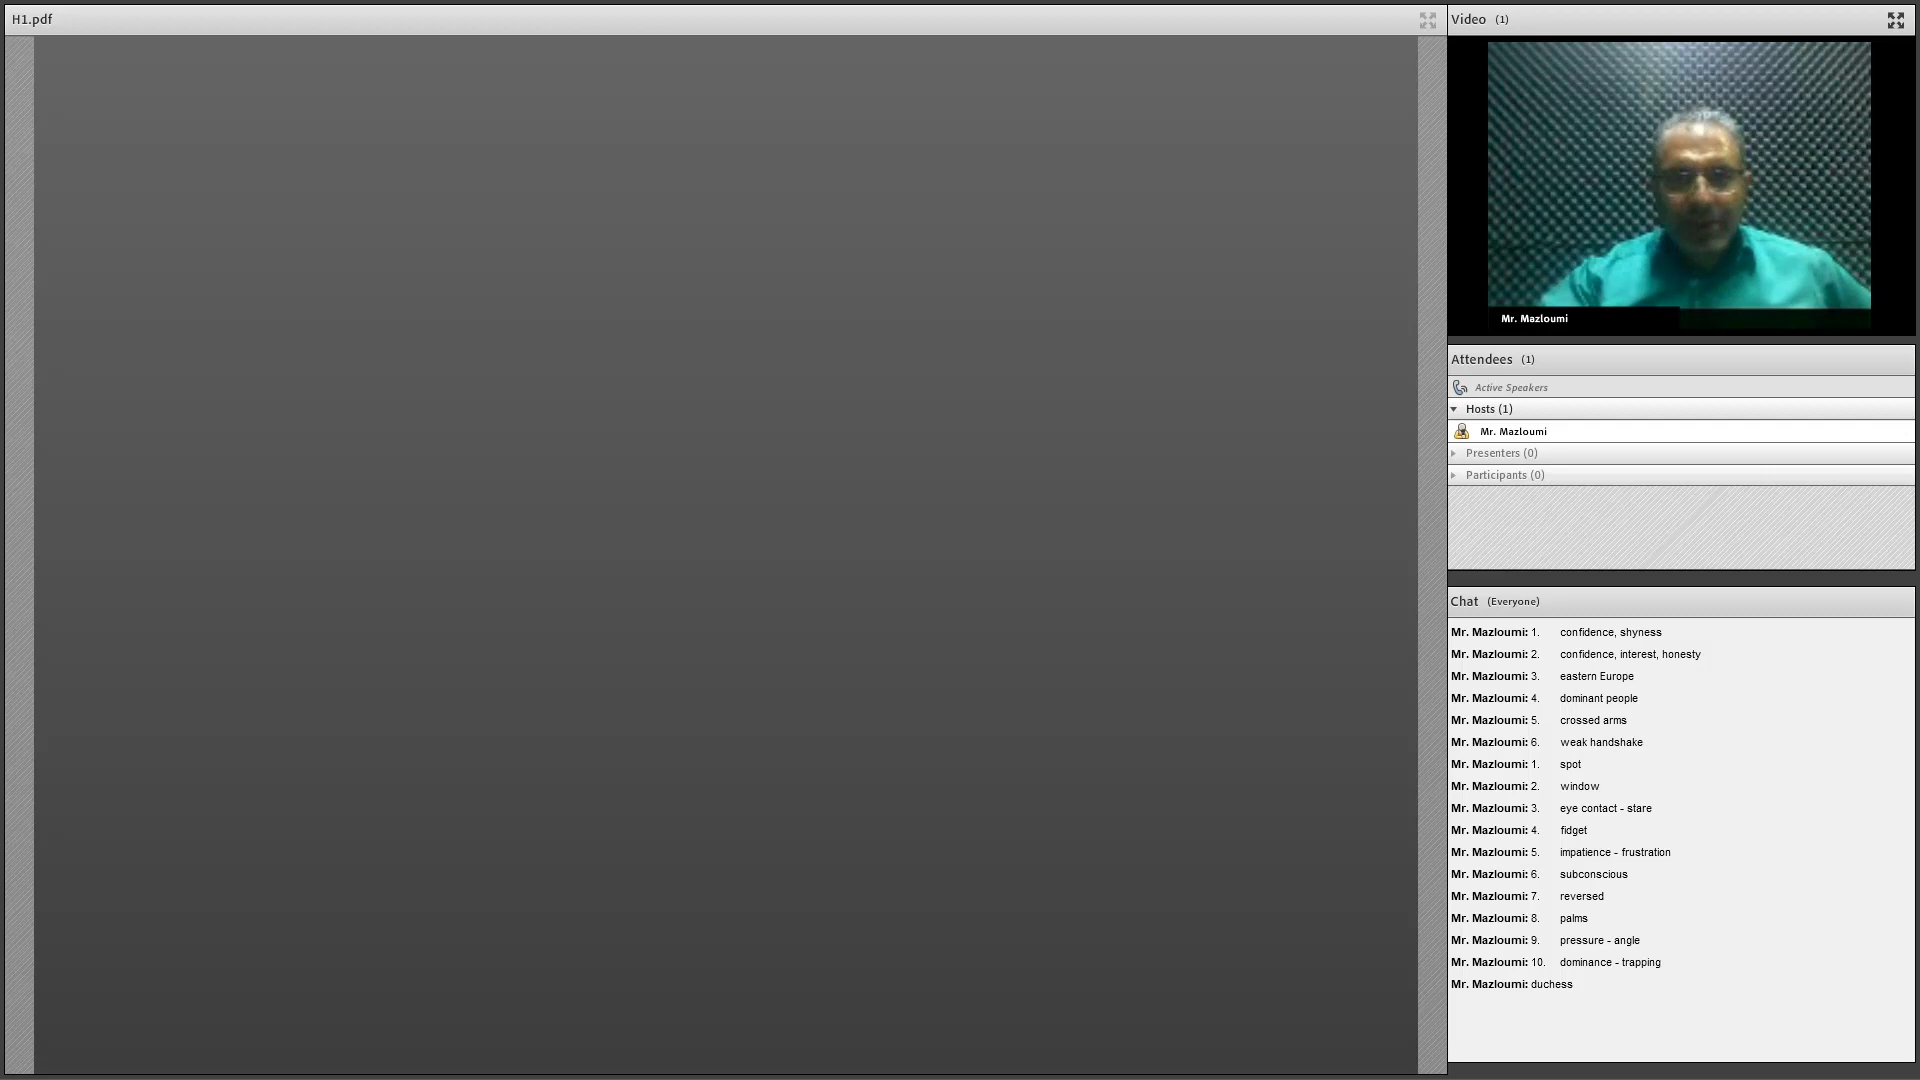 H1.pdf
Video (1)
Mr. Mazloumi
Attendees (1)
Active Speakers
Hosts (1)
Mr. Mazloumi
Presenters (0)
Participants (0)
Chat (Everyone)
Mr. Mazloumi: 1. confidence, shyness
Mr. Mazloumi: 2. confidence, interest, honesty
Mr. Mazloumi: 3. eastern Europe
Mr. Mazloumi: 4. dominant people
Mr. Mazloumi: 5. crossed arms
Mr. Mazloumi: 6. weak handshake
Mr. Mazloumi: 1. spot
Mr. Mazloumi: 2. window
Mr. Mazloumi: 3. eye contact - stare
Mr. Mazloumi: 4. fidget
Mr. Mazloumi: 5. impatience - frustration
Mr. Mazloumi: 6. subconscious
Mr. Mazloumi: 7. reversed
Mr. Mazloumi: 8. palms
Mr. Mazloumi: 9. pressure - angle
Mr. Mazloumi: 10. dominance - trapping
Mr. Mazloumi: duchess